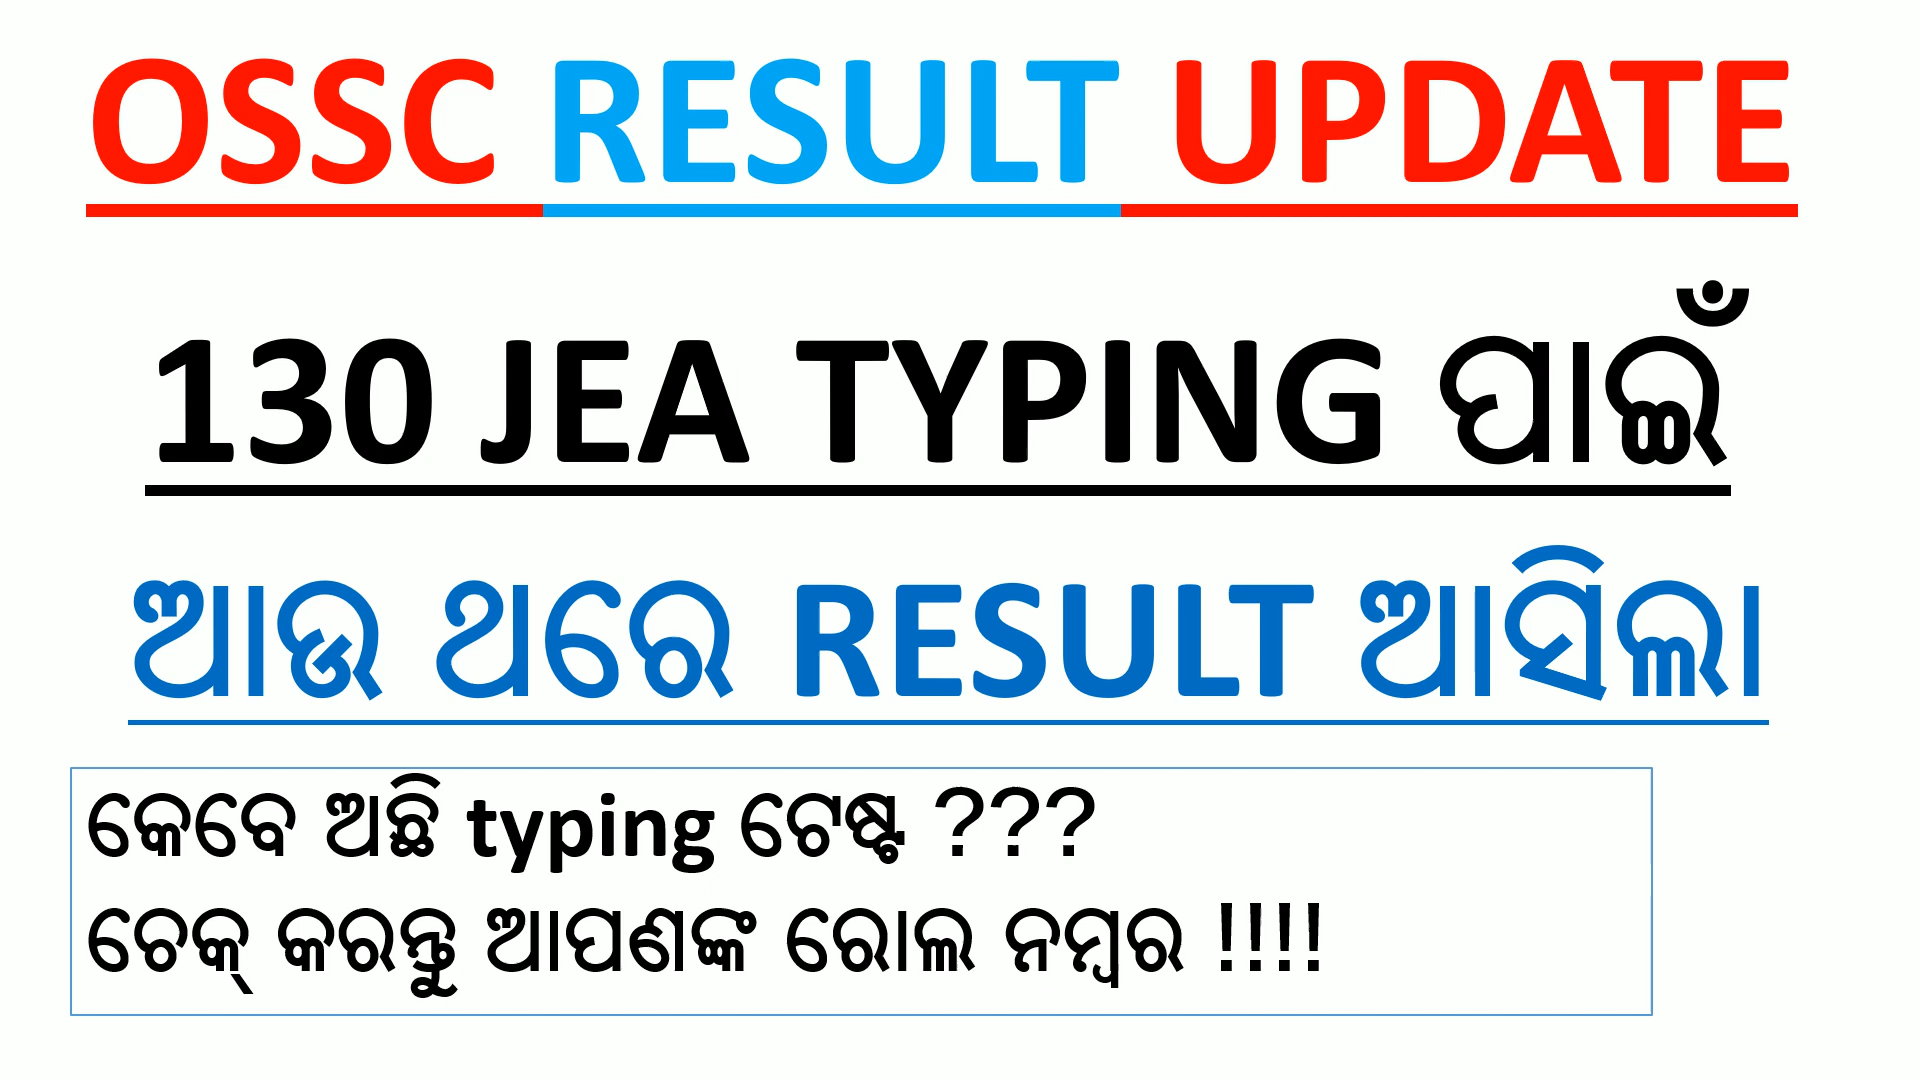 OSSC RESULT UPDATE
130 JEA TYPING ପାଇଁ
ଆଉ ଥରେ RESULT ଆସିଲା
କେବେ ଅଛି typing ଟେଷ୍ଟ ???
ଚେକ୍ କରନ୍ତୁ ଆପଣଙ୍କ ରୋଲ ନମ୍ବର !!!!